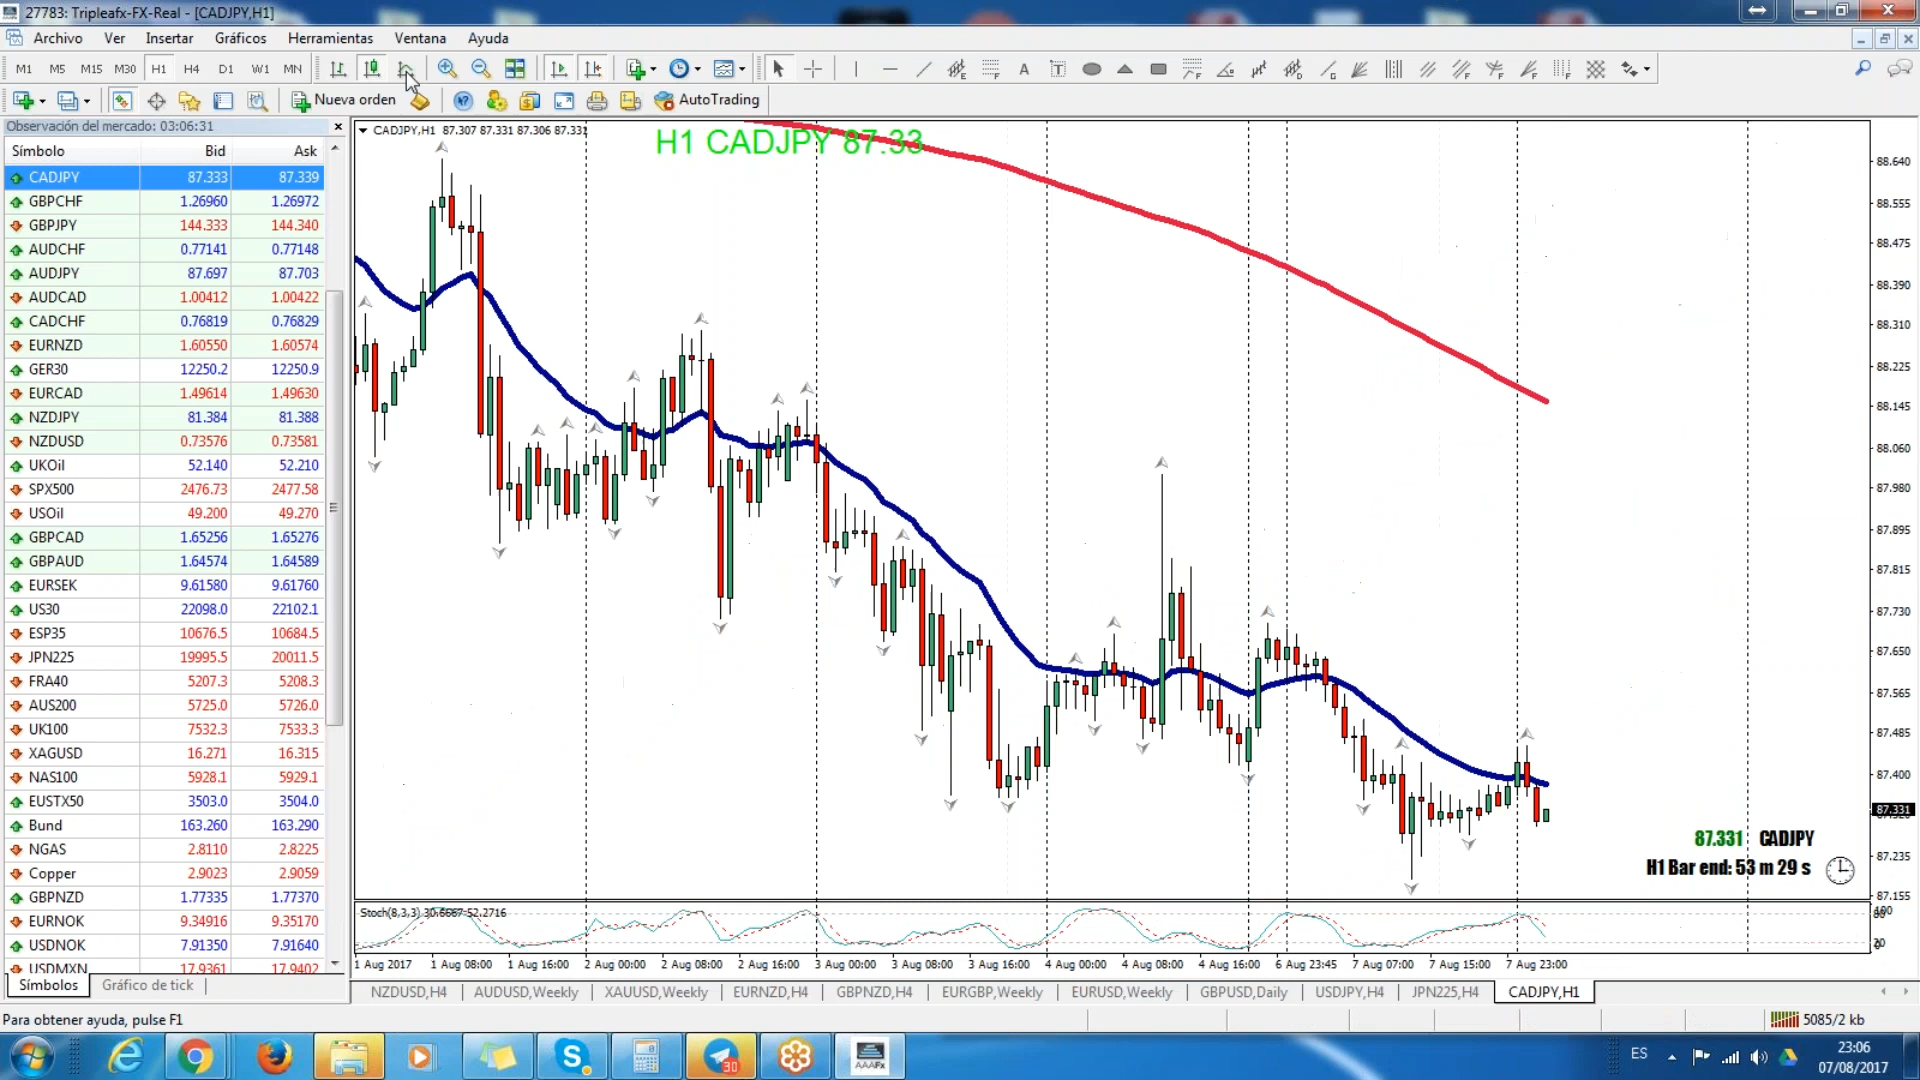 27783: Tripleafx-FX-Real - [CADJPY,H1]
Archivo Ver Insertar Gráficos Herramientas Ventana Ayuda
M1 M5 M15 M30 H1 H4 D1 W1 MN
Nueva orden AutoTrading
Observación del mercado: 03:06:31
Símbolo Bid Ask
CADJPY 87.333 87.339
GBPCHF 1.26960 1.26972
GBPJPY 144.333 144.340
AUDCHF 0.77141 0.77148
AUDJPY 87.697 87.703
AUDCAD 1.00412 1.00422
CADCHF 0.76819 0.76829
EURNZD 1.60550 1.60574
GER30 12250.2 12250.9
EURCAD 1.49614 1.49630
NZDJPY 81.384 81.388
NZDUSD 0.73576 0.73581
UKOil 52.140 52.210
SPX500 2476.73 2477.58
USOil 49.200 49.270
GBPCAD 1.65256 1.65276
GBPAUD 1.64574 1.64589
EURSEK 9.61580 9.61760
US30 22098.0 22102.1
ESP35 10676.5 10684.5
JPN225 19995.5 20011.5
FRA40 5207.3 5208.3
AUS200 5725.0 5726.0
UK100 7532.3 7533.3
XAGUSD 16.271 16.315
NAS100 5928.1 5929.1
EUSTX50 3503.0 3504.0
Bund 163.260 163.290
NGAS 2.8110 2.8225
Copper 2.9023 2.9059
GBPNZD 1.77335 1.77370
EURNOK 9.34916 9.35170
USDNOK 7.91350 7.91640
USDMXN 17.9361 17.9402
Símbolos Gráfico de tick
CADJPY,H1 87.307 87.331 87.306 87.331
H1 CADJPY 87.33
88.640
88.555
88.475
88.390
88.310
88.225
88.145
88.060
87.980
87.895
87.815
87.730
87.650
87.565
87.485
87.400
87.331
87.235
87.155
87.331 CADJPY
H1 Bar end: 53 m 29 s
Stoch(8,3,3) 30.6667 52.2716
100
80
20
1 Aug 2017 1 Aug 08:00 1 Aug 16:00 2 Aug 00:00 2 Aug 08:00 2 Aug 16:00 3 Aug 00:00 3 Aug 08:00 3 Aug 16:00 4 Aug 00:00 4 Aug 08:00 4 Aug 16:00 6 Aug 23:45 7 Aug 07:00 7 Aug 15:00 7 Aug 23:00
NZDUSD,H4 AUDUSD,Weekly XAUUSD,Weekly EURNZD,H4 GBPNZD,H4 EURGBP,Weekly EURUSD,Weekly GBPUSD,Daily USDJPY,H4 JPN225,H4 CADJPY,H1
Para obtener ayuda, pulse F1
5085/2 kb
30
AAAFx
ES
23:06
07/08/2017